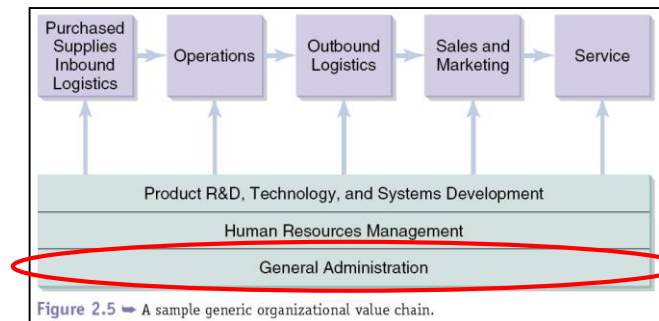 Purchased
Supplies
Inbound
Logistics
Operations
Outbound
Logistics
Sales and
Marketing
Service
Product R&D, Technology, and Systems Development
Human Resources Management
General Administration
Figure 2.5 ➥ A sample generic organizational value chain.